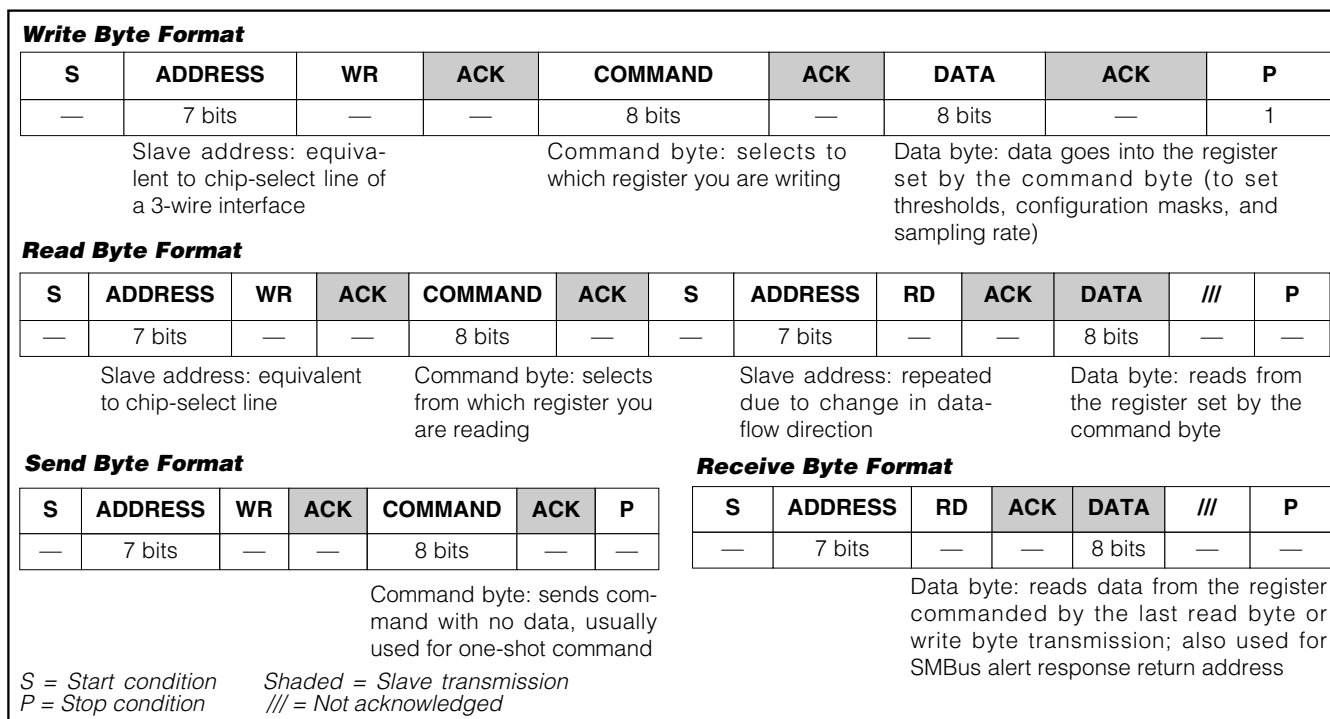 Write Byte Format
S ADDRESS WR ACK COMMAND ACK DATA ACK P
— 7 bits — — 8 bits — 8 bits — 1
Slave address: equiva-
lent to chip-select line of
a 3-wire interface
Command byte: selects to
which register you are writing
Data byte: data goes into the register
set by the command byte (to set
thresholds, configuration masks, and
sampling rate)
Read Byte Format
S ADDRESS WR ACK COMMAND ACK S ADDRESS RD ACK DATA /// P
— 7 bits — — 8 bits — — 7 bits — — 8 bits — —
Slave address: equivalent
to chip-select line
Command byte: selects
from which register you
are reading
Slave address: repeated
due to change in data-
flow direction
Data byte: reads from
the register set by the
command byte
Send Byte Format
S ADDRESS WR ACK COMMAND ACK P
— 7 bits — — 8 bits — —
Command byte: sends com-
mand with no data, usually
used for one-shot command
Receive Byte Format
S ADDRESS RD ACK DATA /// P
— 7 bits — — 8 bits — —
Data byte: reads data from the register
commanded by the last read byte or
write byte transmission; also used for
SMBus alert response return address
S = Start condition Shaded = Slave transmission
P = Stop condition /// = Not acknowledged